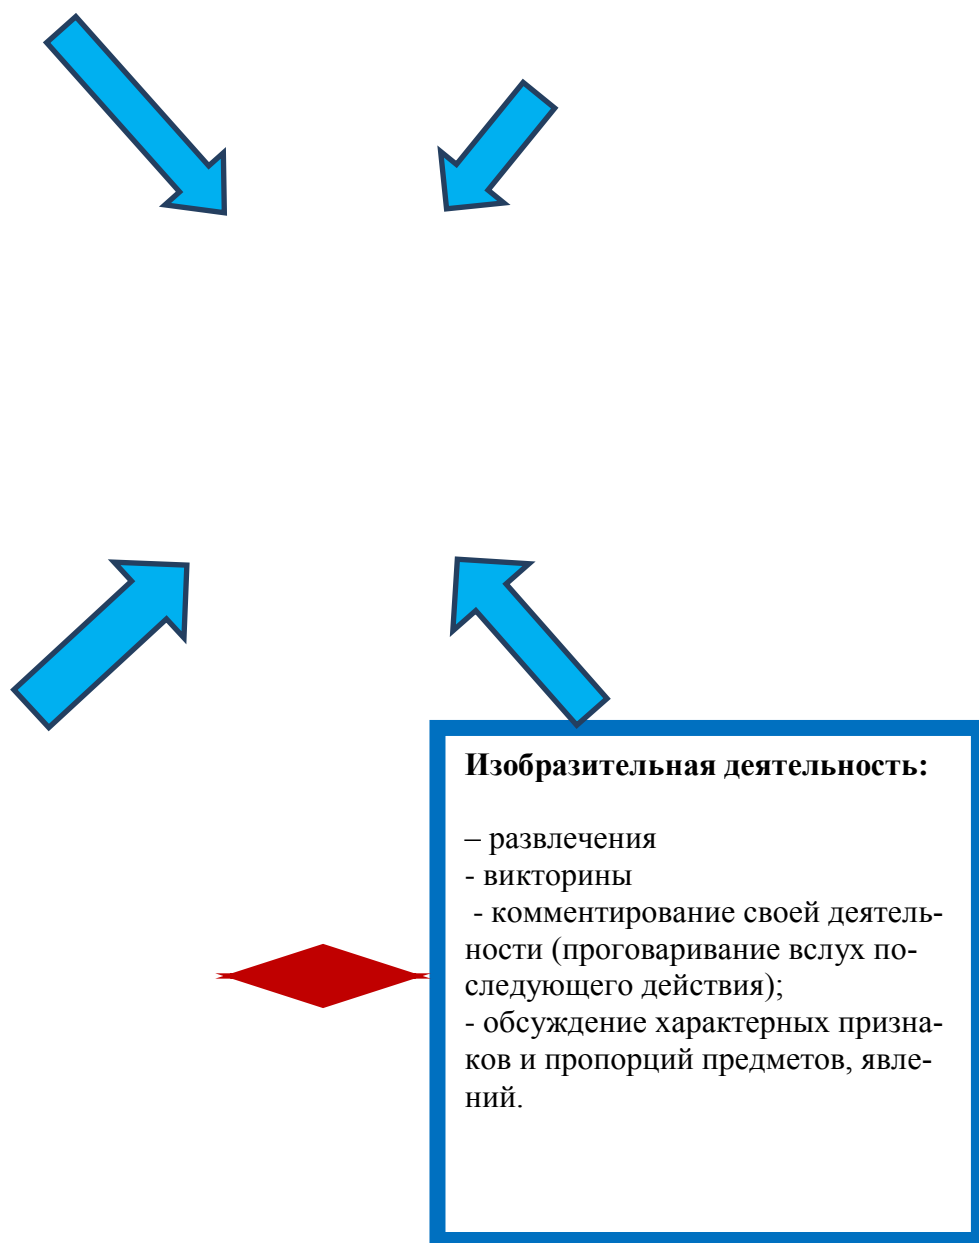 Изобразительная деятельность:
– развлечения
- викторины
- комментирование своей деятель-
ности (проговаривание вслух по-
следующего действия);
- обсуждение характерных призна-
ков и пропорций предметов, явле-
ний.